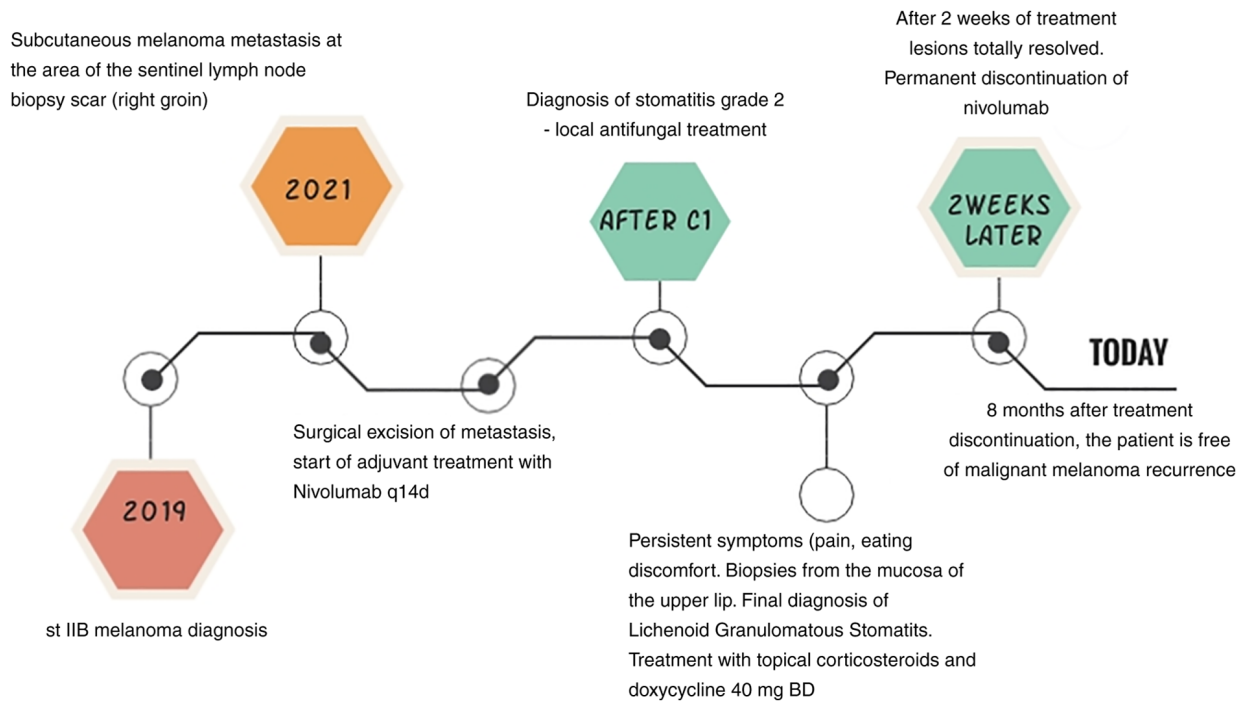 Subcutaneous melanoma metastasis at
the area of the sentinel lymph node
biopsy scar (right groin)
2021
2019
st IIB melanoma diagnosis
Surgical excision of metastasis,
start of adjuvant treatment with
Nivolumab q14d
Diagnosis of stomatitis grade 2
- local antifungal treatment
AFTER C1
Persistent symptoms (pain, eating
discomfort. Biopsies from the mucosa of
the upper lip. Final diagnosis of
Lichenoid Granulomatous Stomatits.
Treatment with topical corticosteroids and
doxycycline 40 mg BD
After 2 weeks of treatment
lesions totally resolved.
Permanent discontinuation of
nivolumab
2WEEKS
LATER
TODAY
8 months after treatment
discontinuation, the patient is free
of malignant melanoma recurrence